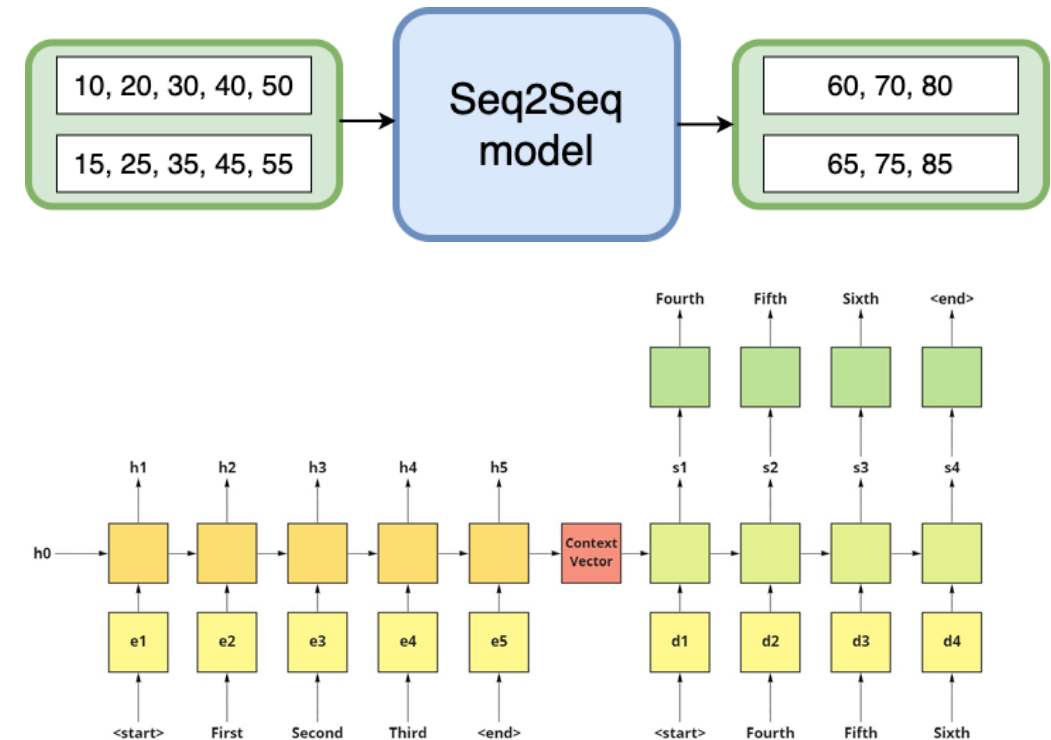 10, 20, 30, 40, 50
15, 25, 35, 45, 55
Seq2Seq
model
60, 70, 80
65, 75, 85
Fourth Fifth Sixth <end>
h1 h2 h3 h4 h5 s1 s2 s3 s4
h0
Context
Vector
e1 e2 e3 e4 e5 d1 d2 d3 d4
<start> First Second Third <end> <start> Fourth Fifth Sixth